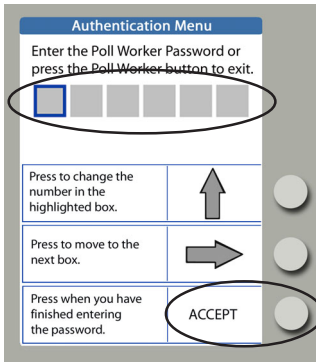 Authentication Menu
Enter the Poll Worker Password or
press the Poll Worker button to exit.
Press to change the
number in the
highlighted box.
Press to move to the
next box.
Press when you have
finished entering
the password.
ACCEPT